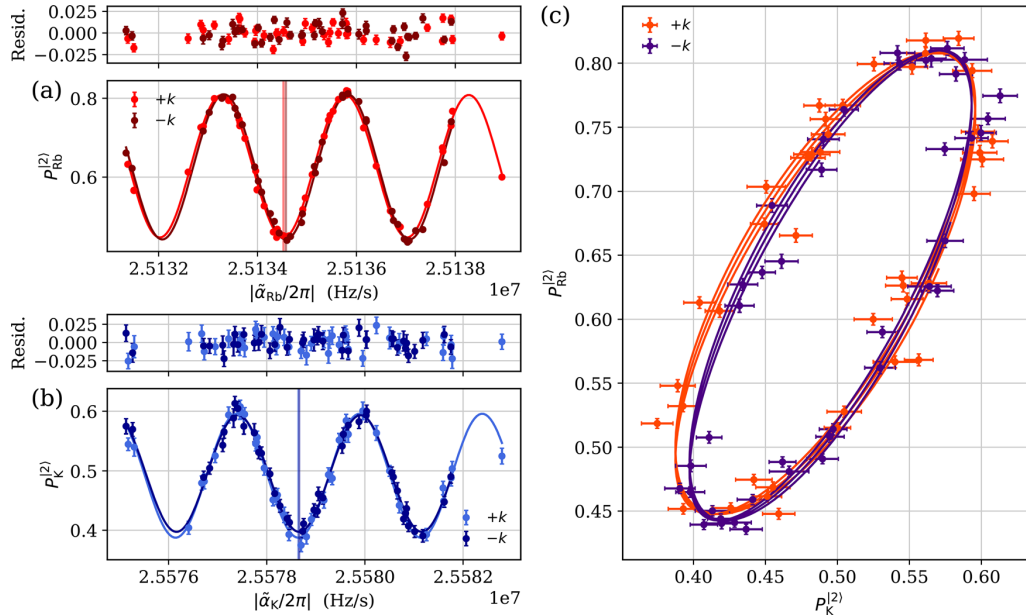 Resid.
0.025
0.000
−0.025
(a)
+k
−k
P_Rb^|2⟩
0.8
0.6
2.5132 2.5134 2.5136 2.5138
|α̃_Rb/2π| (Hz/s)
1e7
Resid.
0.025
0.000
−0.025
(b)
P_K^|2⟩
0.6
0.5
0.4
+k
−k
2.5576 2.5578 2.5580 2.5582
|α̃_K/2π| (Hz/s)
1e7
(c)
+k
−k
P_Rb^|2⟩
0.80
0.75
0.70
0.65
0.60
0.55
0.50
0.45
0.40 0.45 0.50 0.55 0.60
P_K^|2⟩